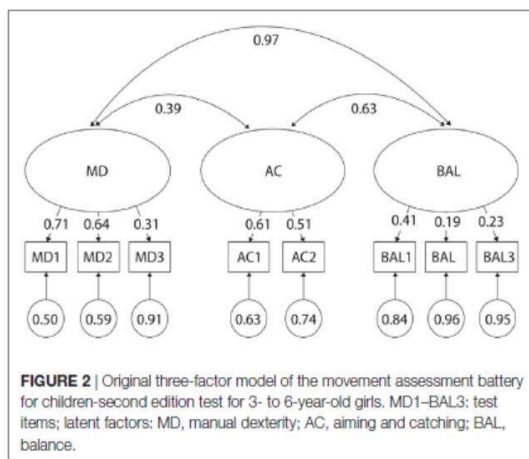 0.97
0.39 0.63
MD AC BAL
0.71 0.64 0.31 0.61 0.51 0.41 0.19 0.23
MD1 MD2 MD3 AC1 AC2 BAL1 BAL BAL3
0.50 0.59 0.91 0.63 0.74 0.84 0.96 0.95
FIGURE 2 | Original three-factor model of the movement assessment battery
for children-second edition test for 3- to 6-year-old girls. MD1–BAL3: test
items; latent factors: MD, manual dexterity; AC, aiming and catching; BAL,
balance.